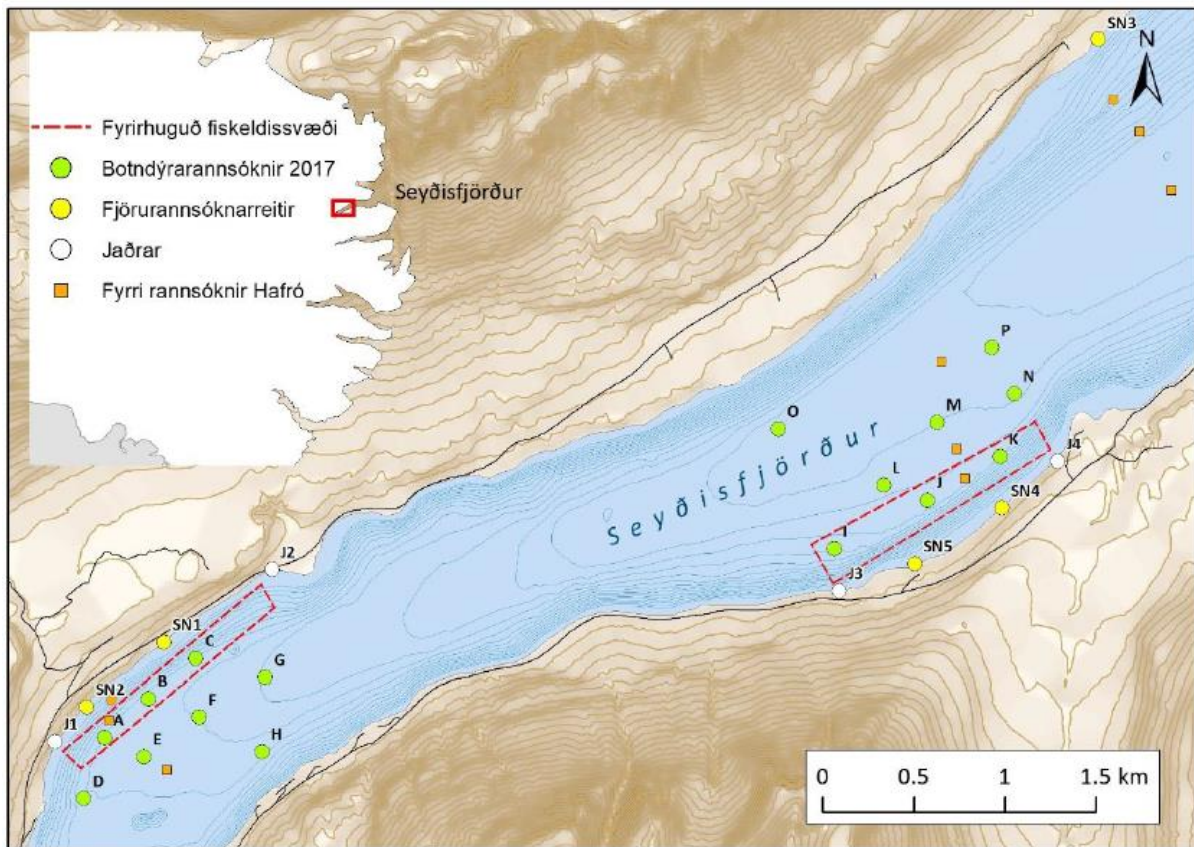 SN3
N
Fyrirhuguð fiskeldissvæði
Botndýrarannsóknir 2017
Fjörurannsóknarreitir
Jaðrar
Fyrri rannsóknir Hafró
Seyðisfjörður
P
N
O
M
K
J4
L
J
SN4
Seyðisfjörður
I
SN5
J2
J3
SN1
C
G
SN2
B
F
J1
A
E
H
D
0 0.5 1 1.5 km